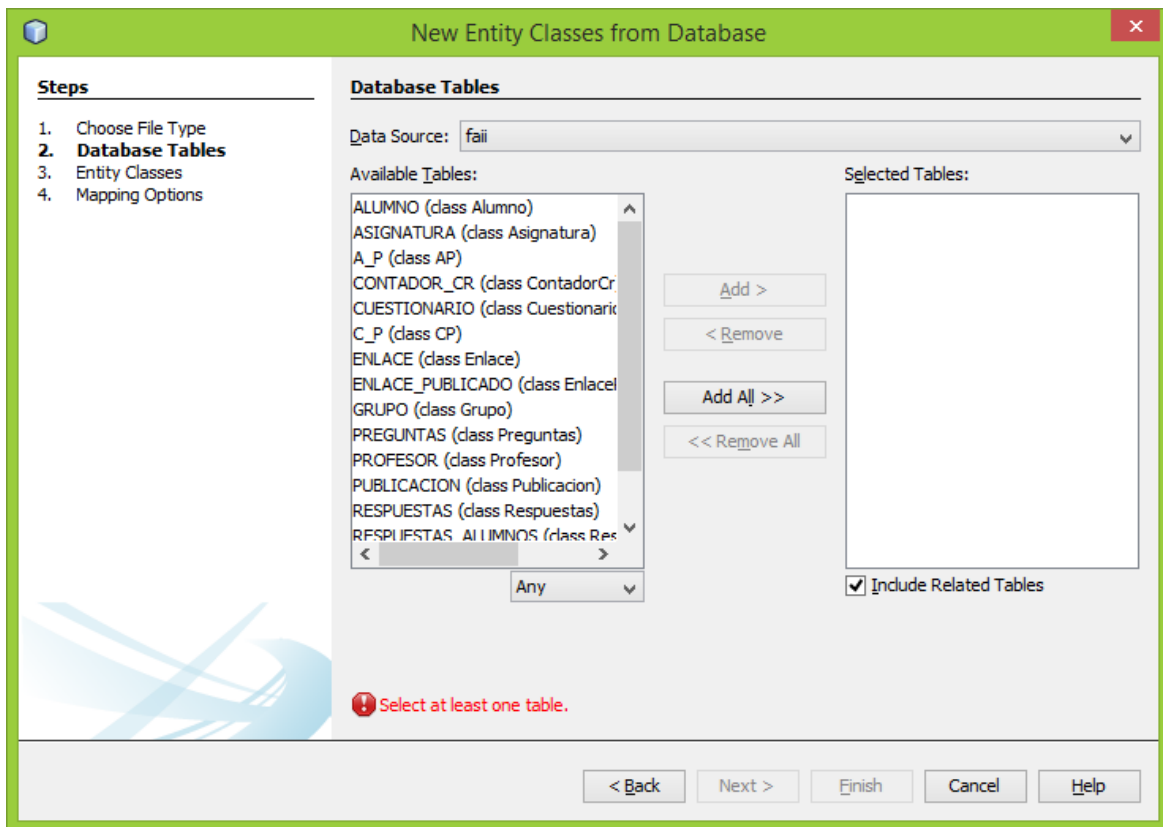 New Entity Classes from Database
Steps
1. Choose File Type
2. Database Tables
3. Entity Classes
4. Mapping Options
Database Tables
Data Source: faii
Available Tables:
ALUMNO (class Alumno)
ASIGNATURA (class Asignatura)
A_P (class AP)
CONTADOR_CR (class ContadorCr
CUESTIONARIO (class Cuestionario
C_P (class CP)
ENLACE (class Enlace)
ENLACE_PUBLICADO (class Enlace
GRUPO (class Grupo)
PREGUNTAS (class Preguntas)
PROFESOR (class Profesor)
PUBLICACION (class Publicacion)
RESPUESTAS (class Respuestas)
RESPUESTAS_ALUMNOS (class Res
Any
Add >
< Remove
Add All >>
<< Remove All
Selected Tables:
Include Related Tables
Select at least one table.
< Back Next > Finish Cancel Help